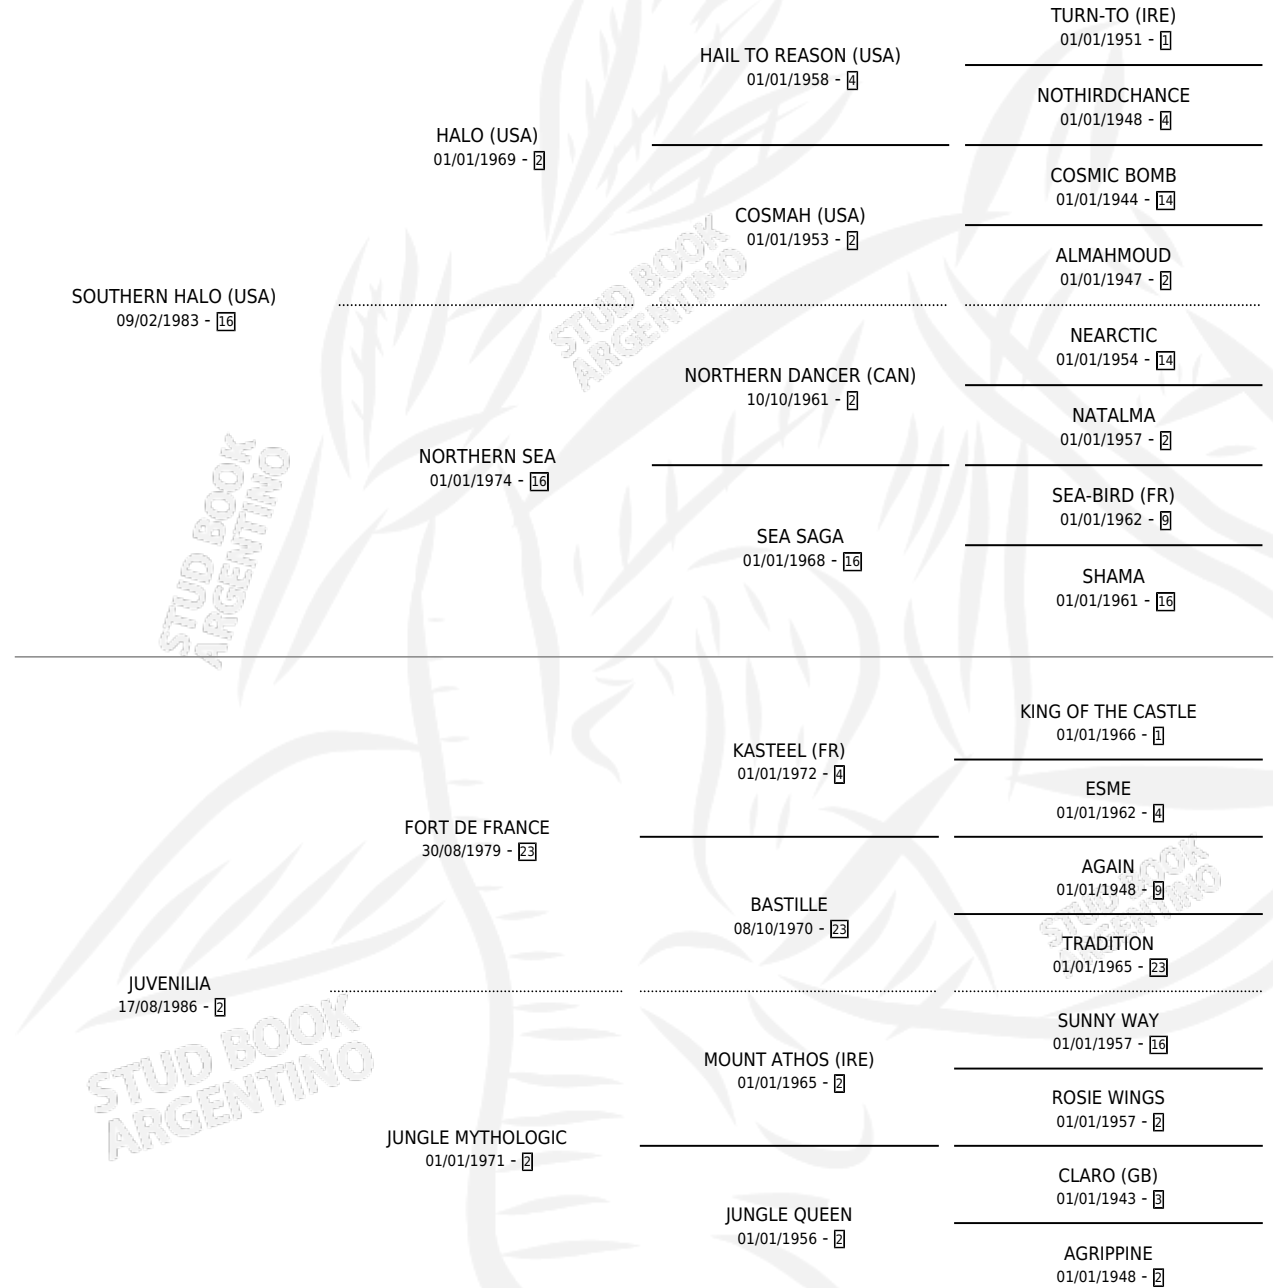 TURN-TO (IRE)
01/01/1951 - 1
HAIL TO REASON (USA)
01/01/1958 - 4
NOTHIRDCHANCE
01/01/1948 - 4
HALO (USA)
01/01/1969 - 2
COSMIC BOMB
01/01/1944 - 14
COSMAH (USA)
01/01/1953 - 2
ALMAHMOUD
01/01/1947 - 2
SOUTHERN HALO (USA)
09/02/1983 - 16
STUD BOOK
ARGENTINO
NEARCTIC
01/01/1954 - 14
NORTHERN DANCER (CAN)
10/10/1961 - 2
NATALMA
01/01/1957 - 2
NORTHERN SEA
01/01/1974 - 16
SEA-BIRD (FR)
01/01/1962 - 9
SEA SAGA
01/01/1968 - 16
SHAMA
01/01/1961 - 16
STUD BOOK
ARGENTINO
KING OF THE CASTLE
01/01/1966 - 1
KASTEEL (FR)
01/01/1972 - 4
ESME
01/01/1962 - 4
FORT DE FRANCE
30/08/1979 - 23
AGAIN
01/01/1948 - 9
BASTILLE
08/10/1970 - 23
TRADITION
01/01/1965 - 23
STUD BOOK
ARGENTINO
JUVENILIA
17/08/1986 - 2
SUNNY WAY
01/01/1957 - 16
MOUNT ATHOS (IRE)
01/01/1965 - 2
ROSIE WINGS
01/01/1957 - 2
STUD BOOK
ARGENTINO
JUNGLE MYTHOLOGIC
01/01/1971 - 2
CLARO (GB)
01/01/1943 - 3
JUNGLE QUEEN
01/01/1956 - 2
AGRIPPINE
01/01/1948 - 2